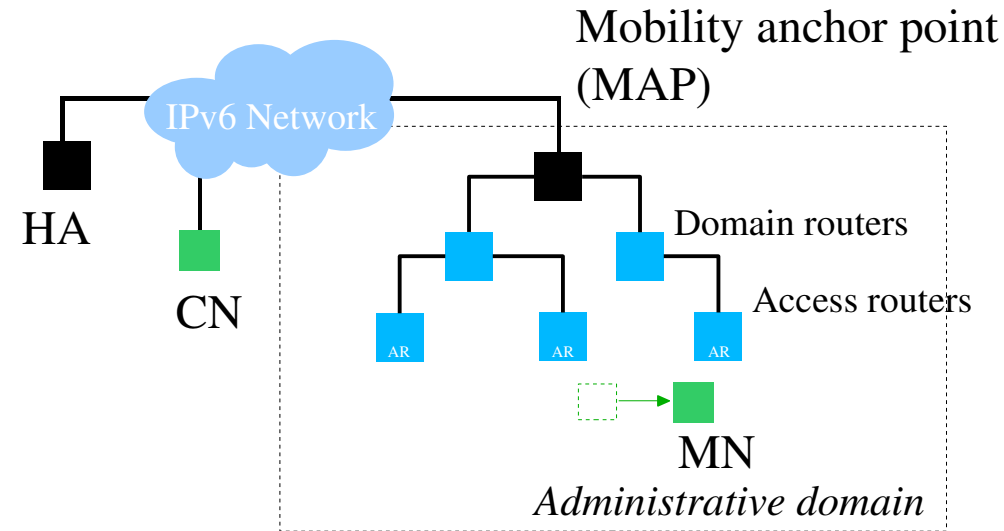 Mobility anchor point
(MAP)
IPv6 Network
HA
Domain routers
CN
Access routers
AR
AR
AR
MN
Administrative domain